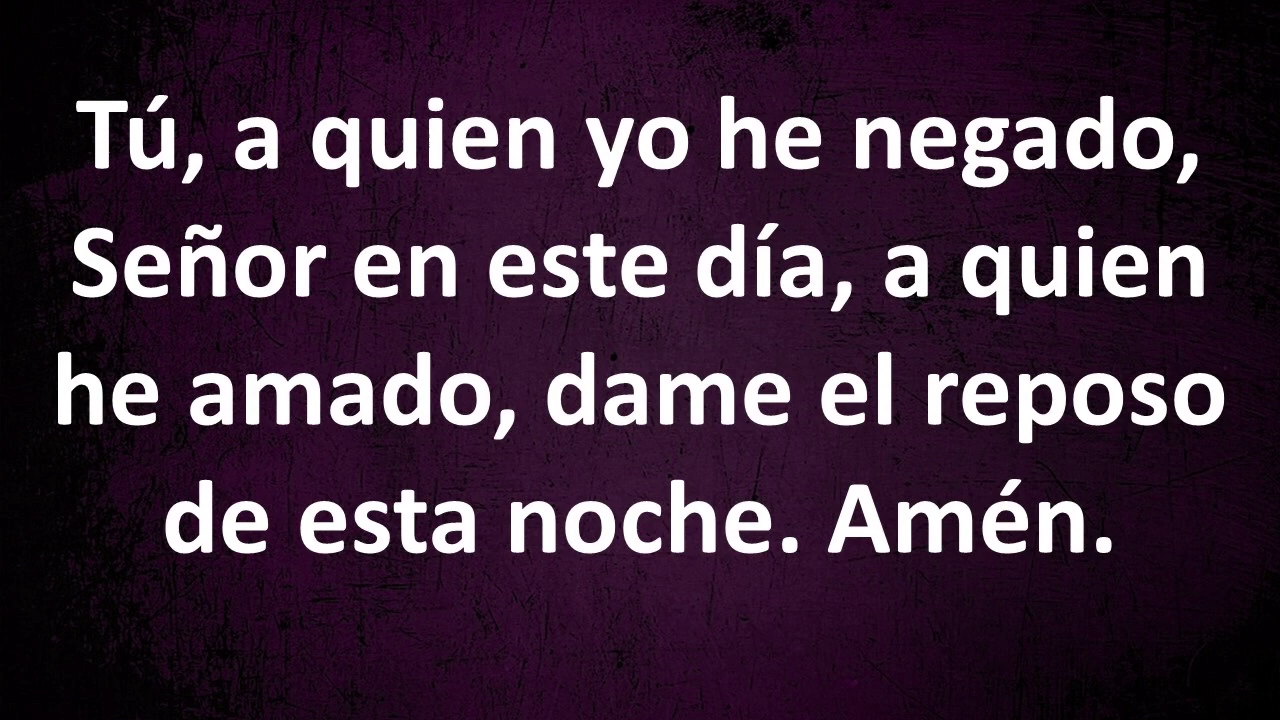 Tú, a quien yo he negado,
Señor en este día, a quien
he amado, dame el reposo
de esta noche. Amén.